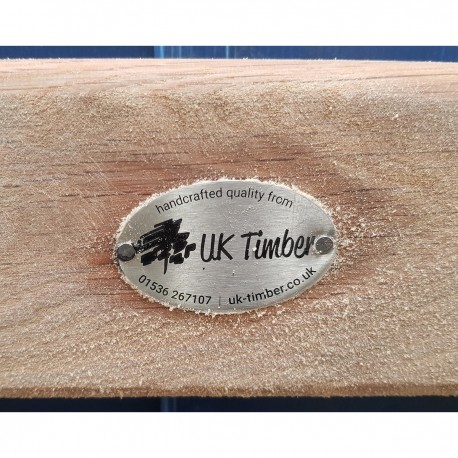 handcrafted quality from
UK Timber
01536 267107 | uk-timber.co.uk